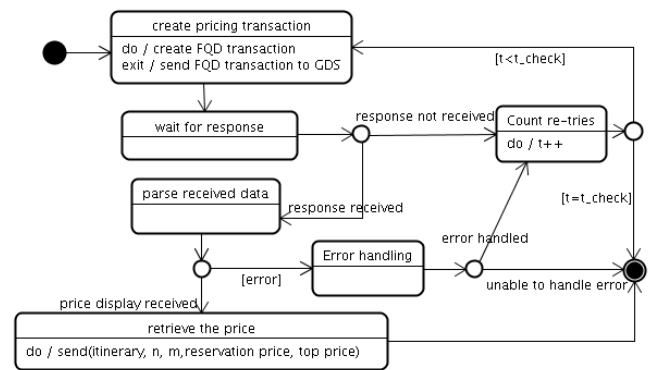 create pricing transaction
do / create FQD transaction
exit / send FQD transaction to GDS
[t<t_check]
wait for response
response not received
Count re-tries
do / t++
parse received data
response received
[t=t_check]
error handled
Error handling
[error]
unable to handle error
price display received
retrieve the price
do / send(itinerary, n, m,reservation price, top price)